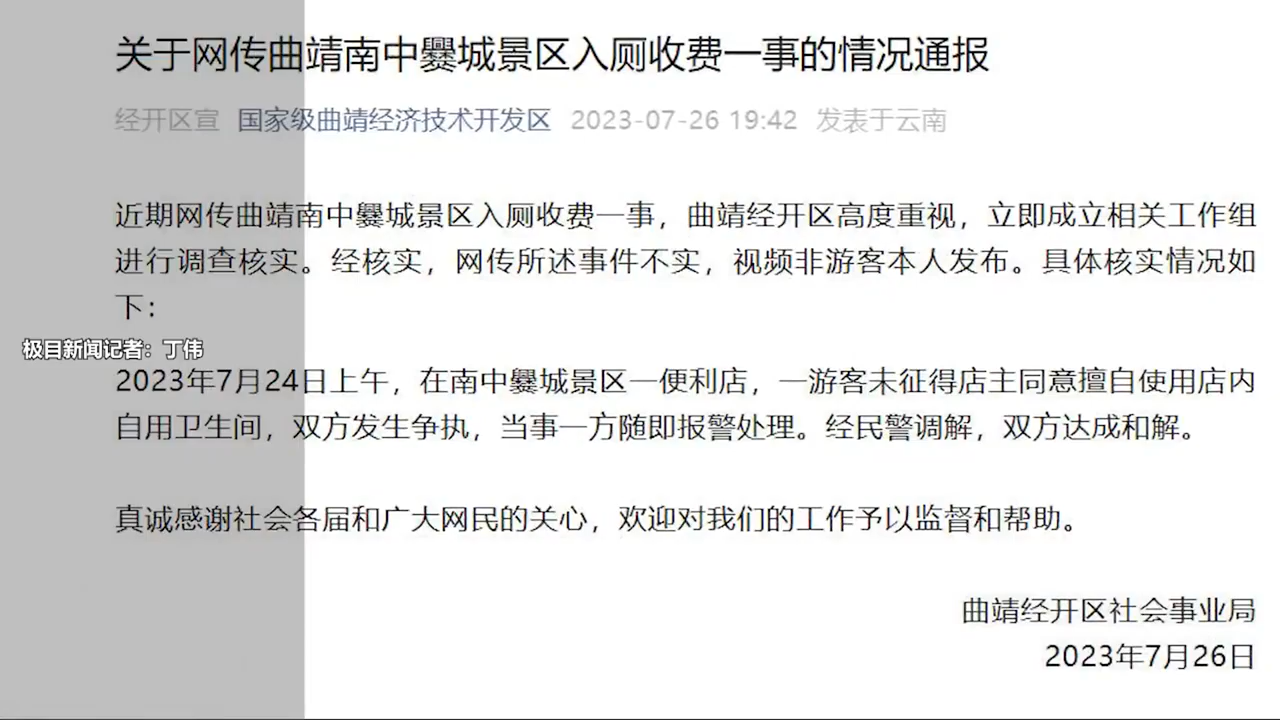 关于网传曲靖南中爨城景区入厕收费一事的情况通报
经开区宣 国家级曲靖经济技术开发区 2023-07-26 19:42 发表于云南
近期网传曲靖南中爨城景区入厕收费一事，曲靖经开区高度重视，立即成立相关工作组
进行调查核实。经核实，网传所述事件不实，视频非游客本人发布。具体核实情况如
下：
极目新闻记者：丁伟
2023年7月24日上午，在南中爨城景区一便利店，一游客未征得店主同意擅自使用店内
自用卫生间，双方发生争执，当事一方随即报警处理。经民警调解，双方达成和解。
真诚感谢社会各届和广大网民的关心，欢迎对我们的工作予以监督和帮助。
曲靖经开区社会事业局
2023年7月26日